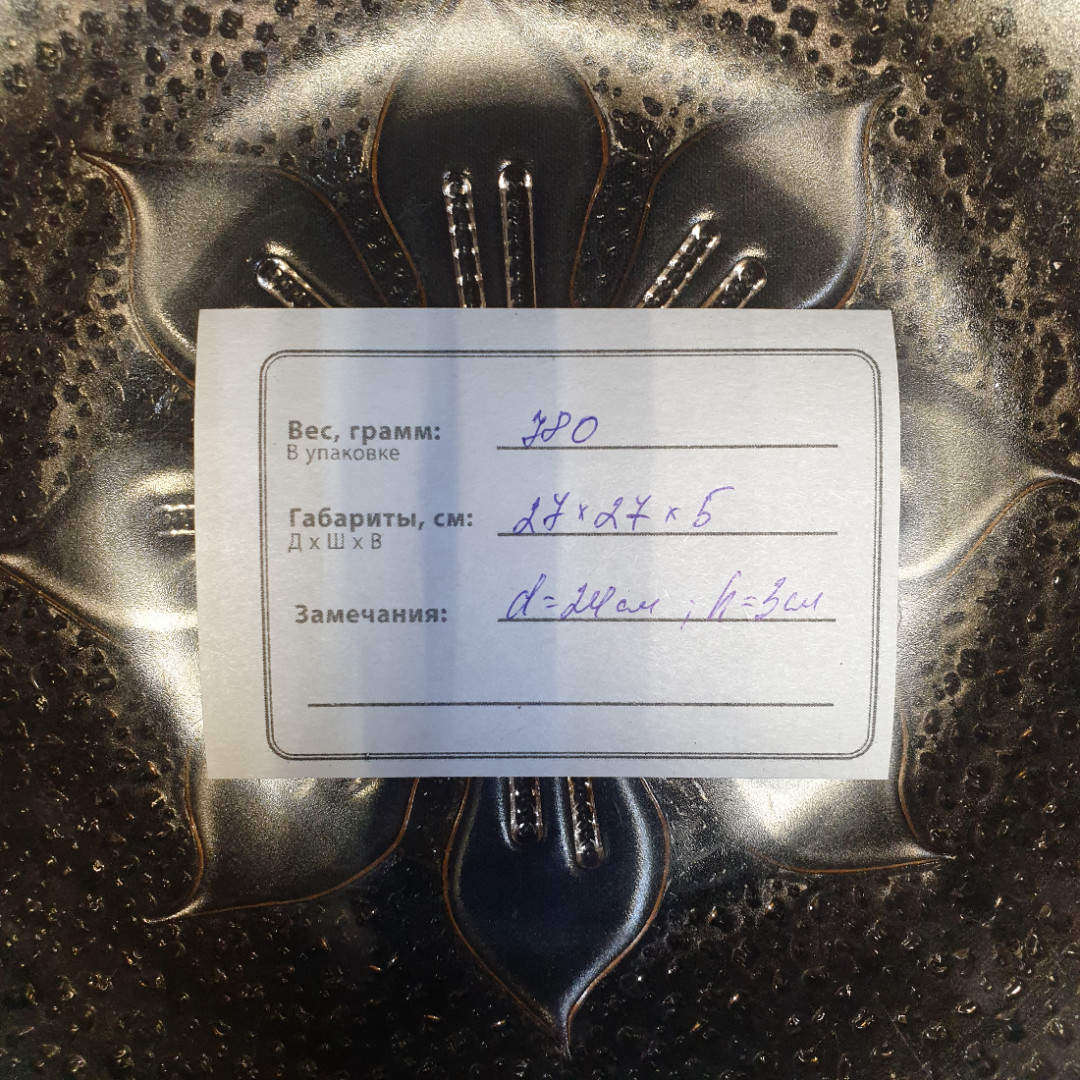 Вес, грамм: 780
В упаковке
Габариты, см: 27 x 27 x 5
Д x Ш x В
Замечания: d=24см ; h=3см